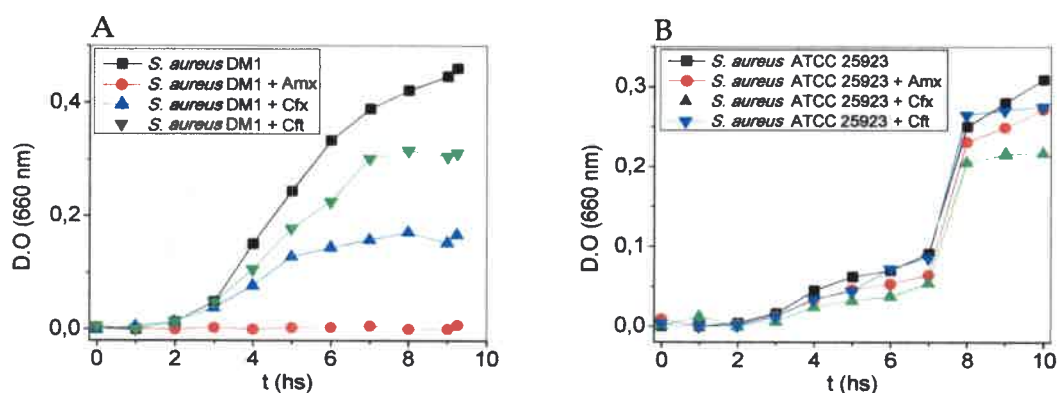 A
S. aureus DM1
S. aureus DM1 + Amx
S. aureus DM1 + Cfx
S. aureus DM1 + Cft
D.O (660 nm)
0,4
0,2
0,0
0 2 4 6 8 10
t (hs)
B
S. aureus ATCC 25923
S. aureus ATCC 25923 + Amx
S. aureus ATCC 25923 + Cfx
S. aureus ATCC 25923 + Cft
D.O (660 nm)
0,3
0,2
0,1
0,0
0 2 4 6 8 10
t (hs)